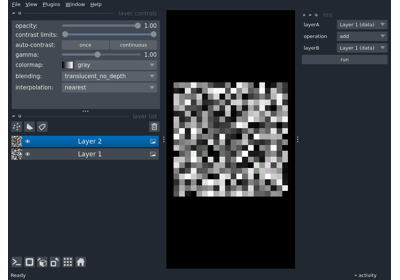 File View Plugins Window Help
layer controls
opacity: 1.00
contrast limits:
auto-contrast: once continuous
gamma: 1.00
colormap: gray
blending: translucent_no_depth
interpolation: nearest
layer list
Layer 2
Layer 1
layerA Layer 1 (data)
operation add
layerB Layer 1 (data)
run
activity